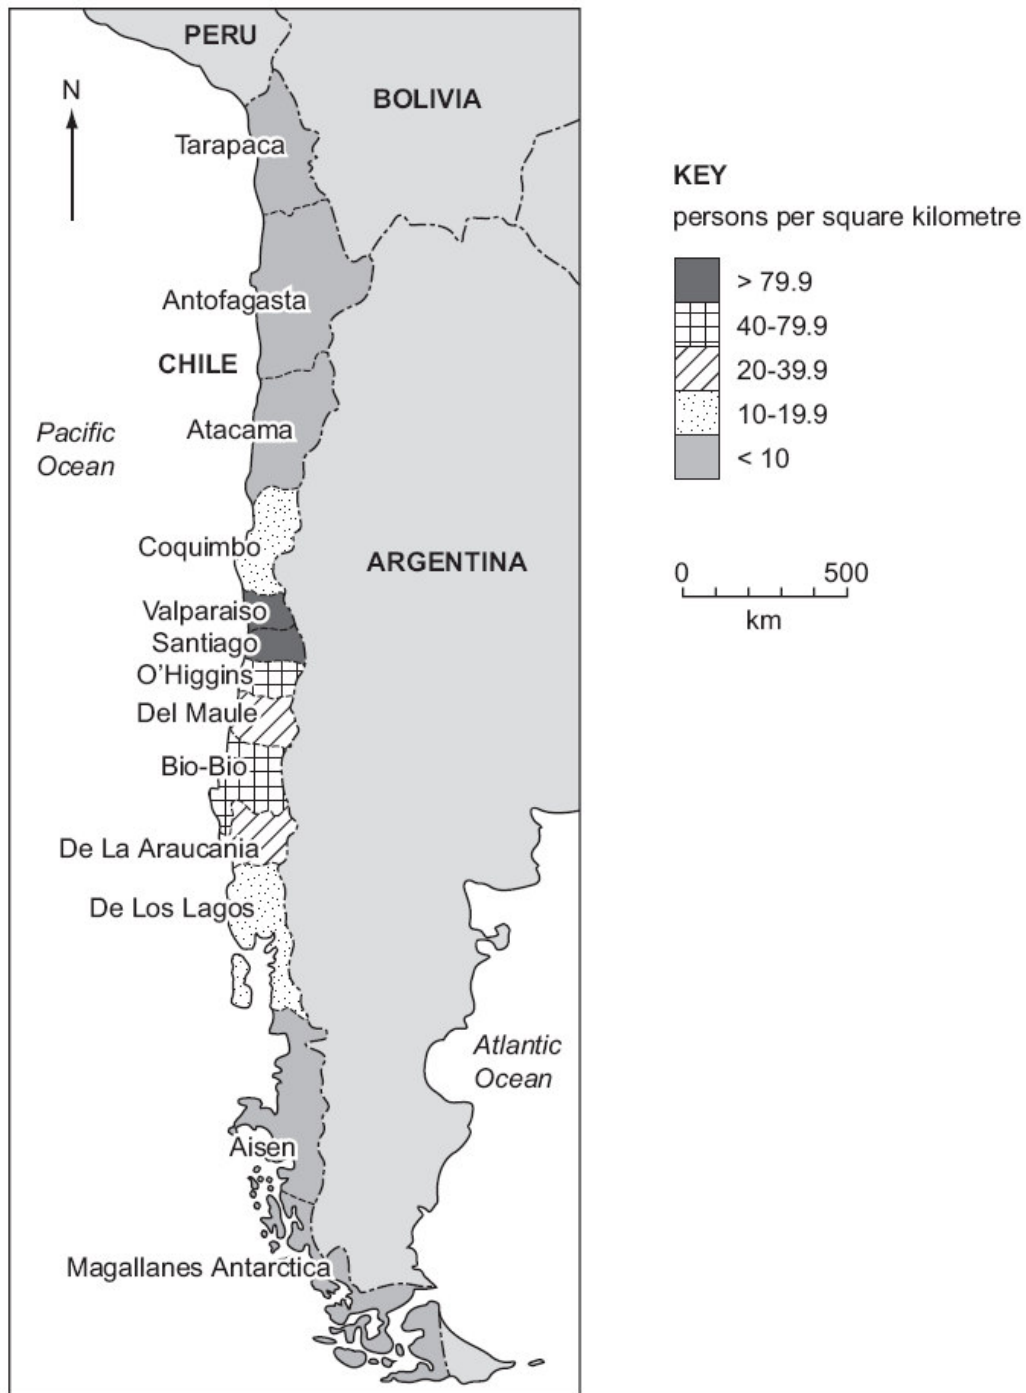 PERU
N
BOLIVIA
Tarapaca
Antofagasta
CHILE
Atacama
Pacific
Ocean
Coquimbo
ARGENTINA
Valparaiso
Santiago
O'Higgins
Del Maule
Bio-Bio
De La Araucania
De Los Lagos
Atlantic
Ocean
Aisen
Magallanes Antarctica
KEY
persons per square kilometre
> 79.9
40-79.9
20-39.9
10-19.9
< 10
0 500
km